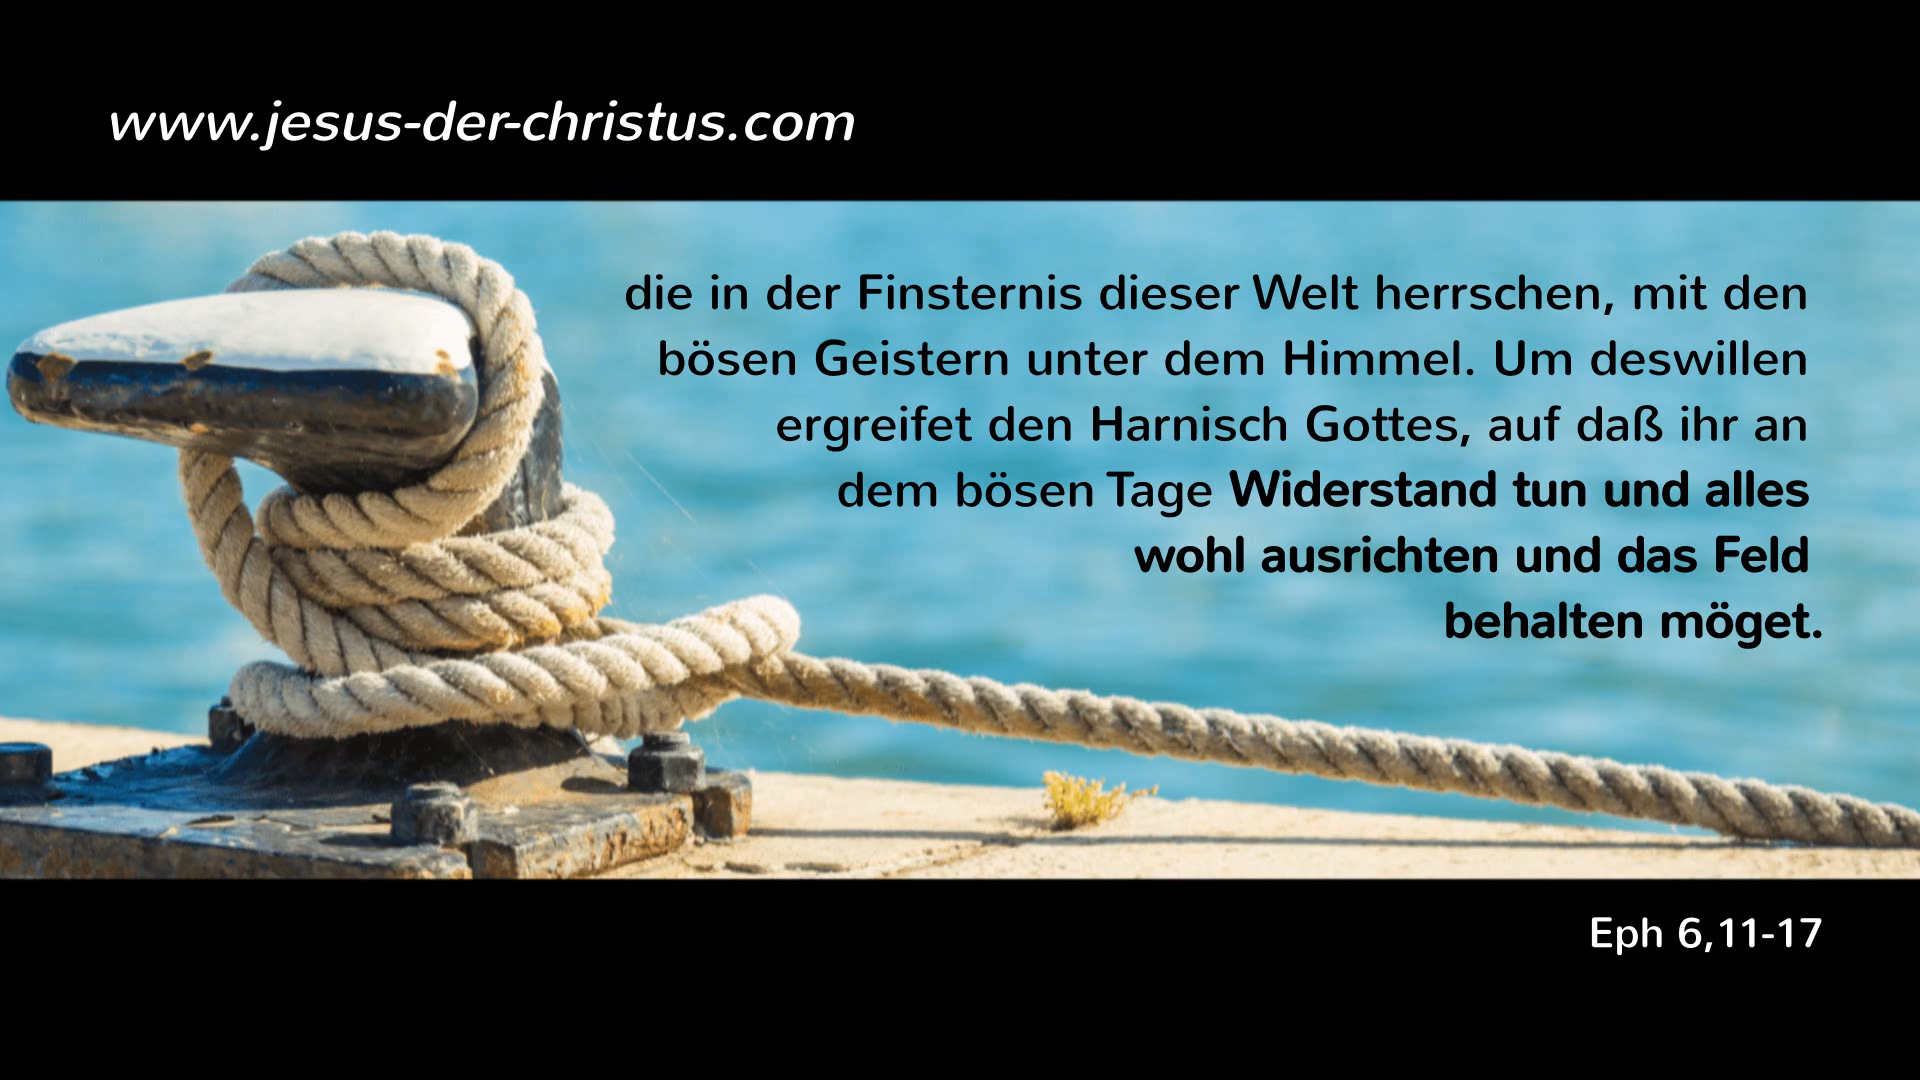 www.jesus-der-christus.com
die in der Finsternis dieser Welt herrschen, mit den
bösen Geistern unter dem Himmel. Um deswillen
ergreifet den Harnisch Gottes, auf daß ihr an
dem bösen Tage Widerstand tun und alles
wohl ausrichten und das Feld
behalten möget.
Eph 6,11-17